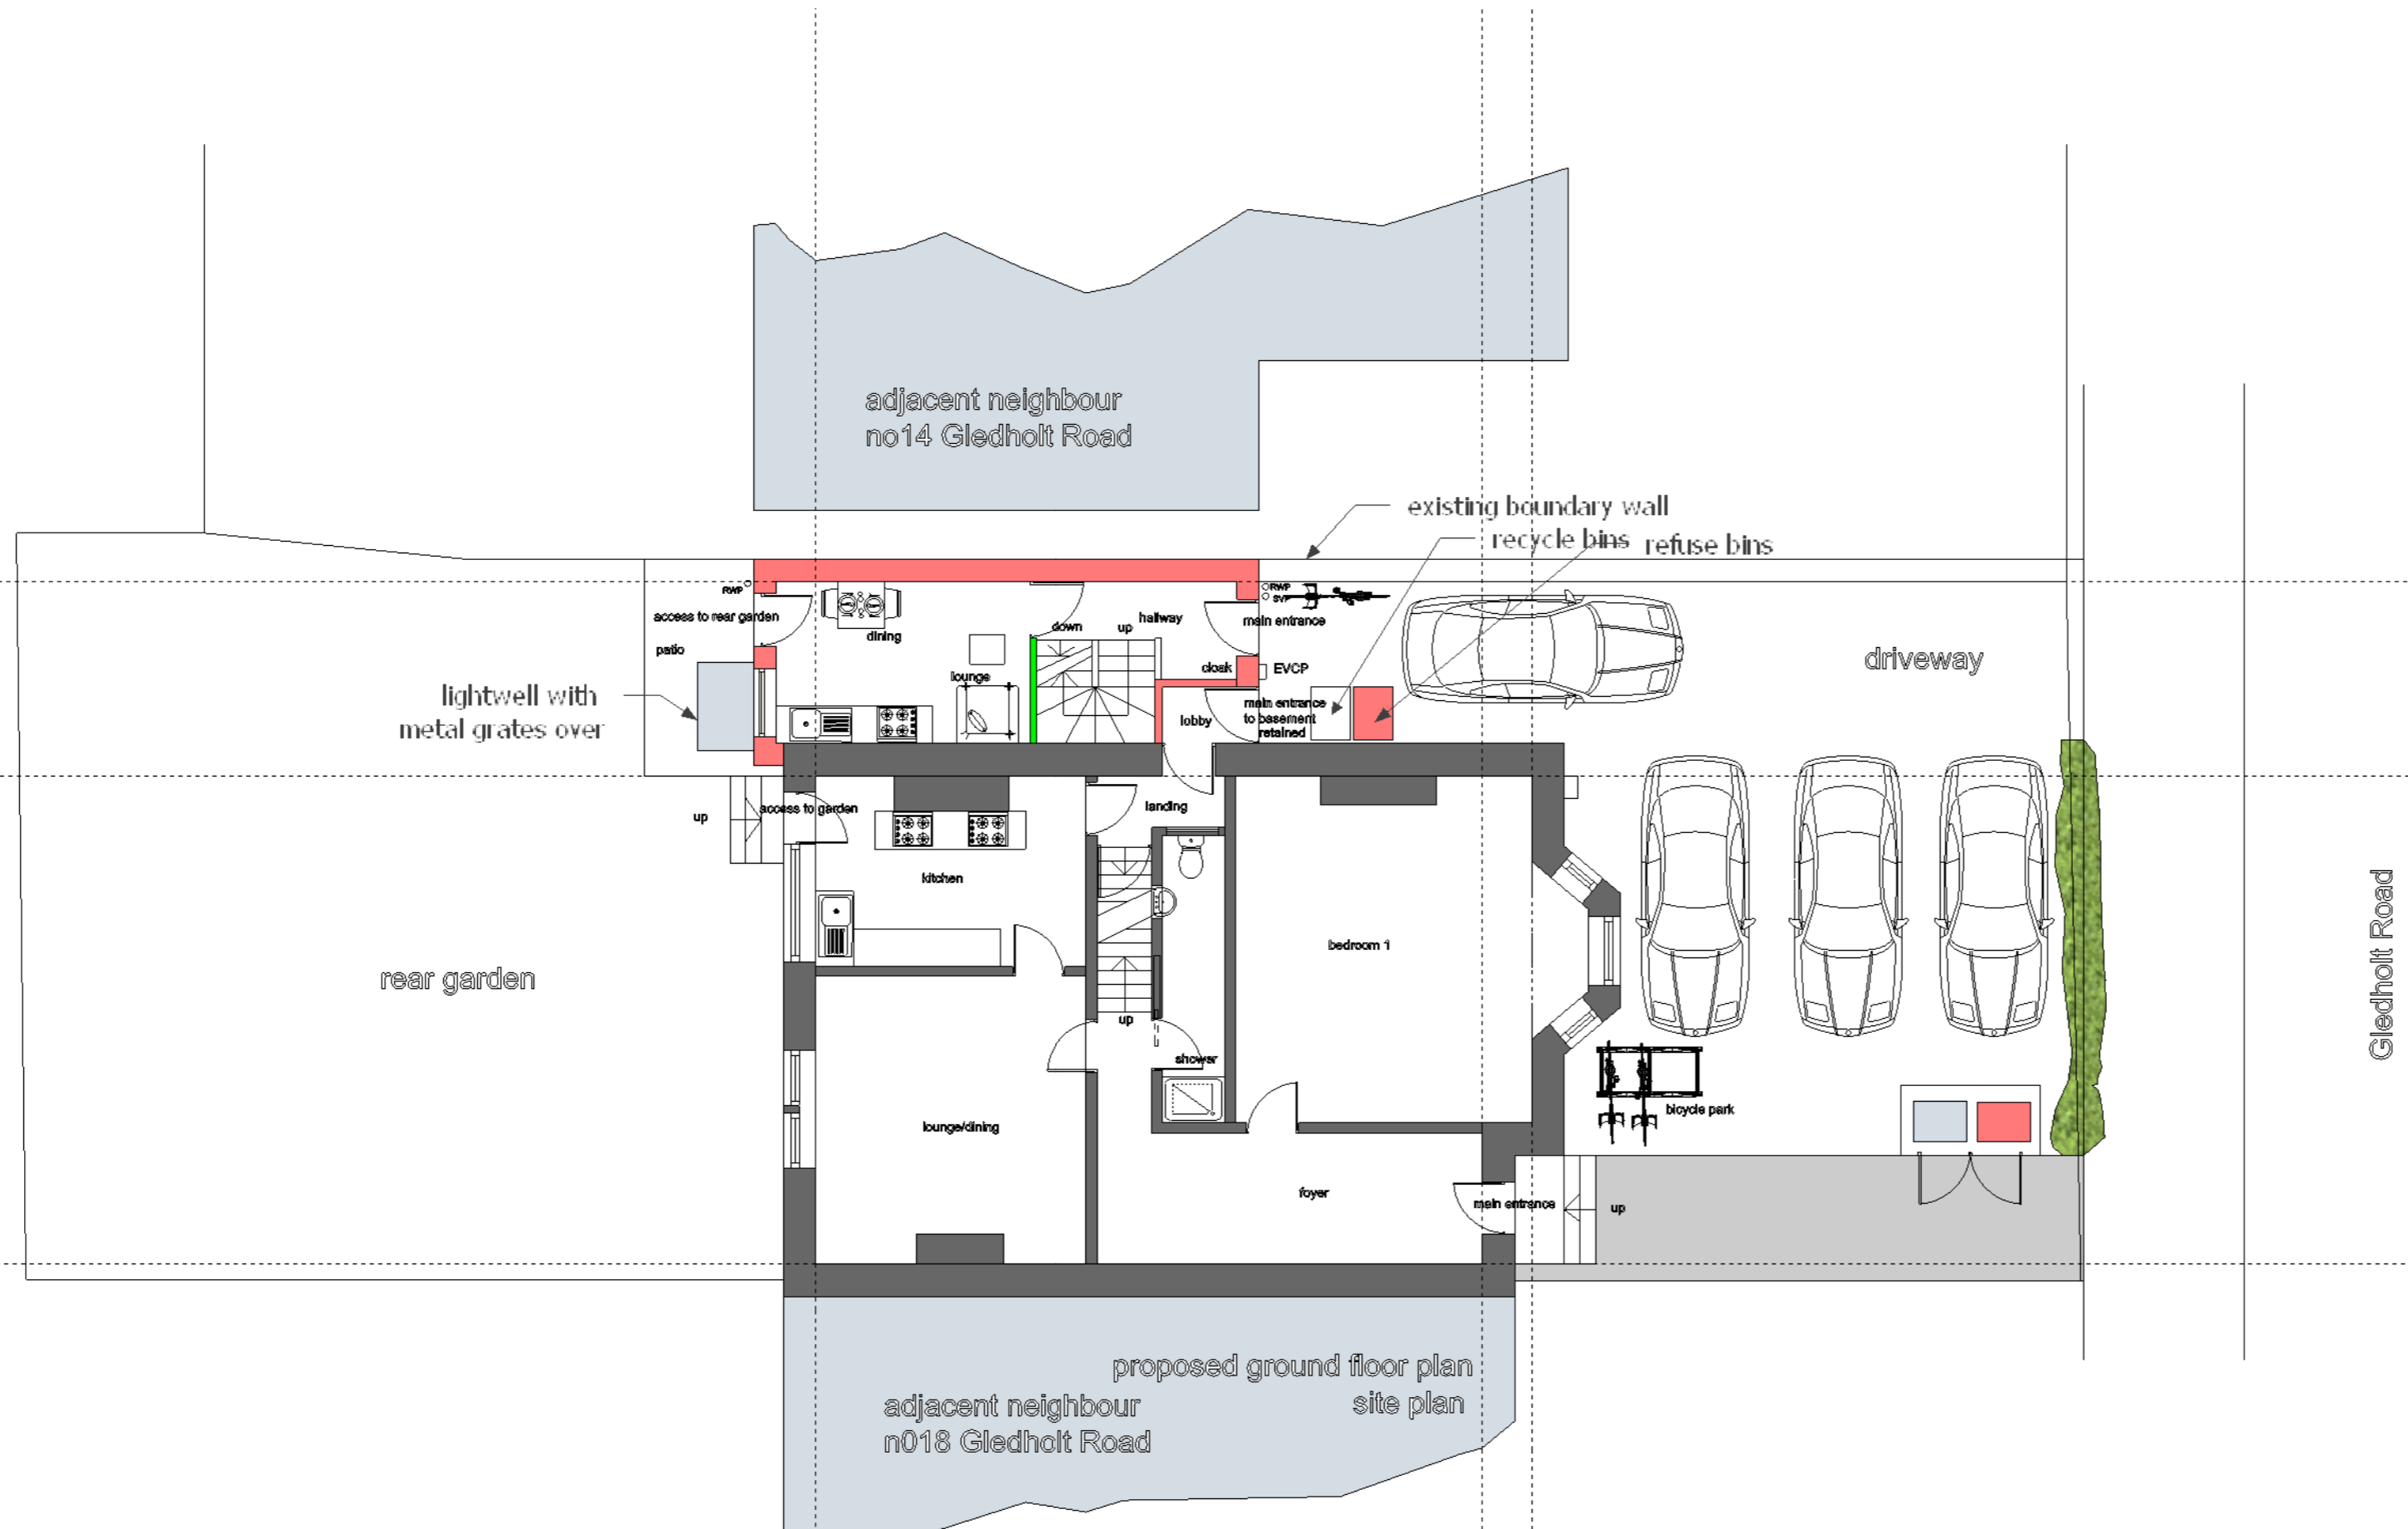 adjacent neighbour
no14 Gledholt Road
existing boundary wall
recycle bins
refuse bins
RWP
access to rear garden
patio
dining
down
up
hallway
RWP
SVP
main entrance
cloak
EVCP
lounge
driveway
lightwell with
metal grates over
lobby
main entrance
to basement
retained
up
access to garden
landing
kitchen
bedroom 1
rear garden
Gledholt Road
up
shower
lounge/dining
bicycle park
foyer
main entrance
up
proposed ground floor plan
site plan
adjacent neighbour
n018 Gledholt Road